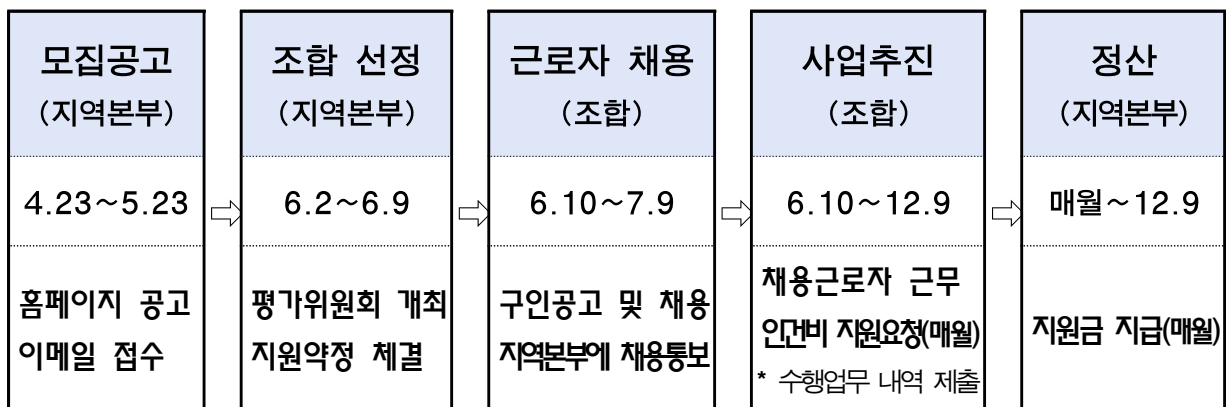 모집공고
(지역본부)
4.23~5.23
홈페이지 공고
이메일 접수
⇨
조합 선정
(지역본부)
6.2~6.9
평가위원회 개최
지원약정 체결
⇨
근로자 채용
(조합)
6.10~7.9
구인공고 및 채용
지역본부에 채용통보
⇨
사업추진
(조합)
6.10~12.9
채용근로자 근무
인건비 지원요청(매월)
* 수행업무 내역 제출
⇨
정산
(지역본부)
매월~12.9
지원금 지급(매월)